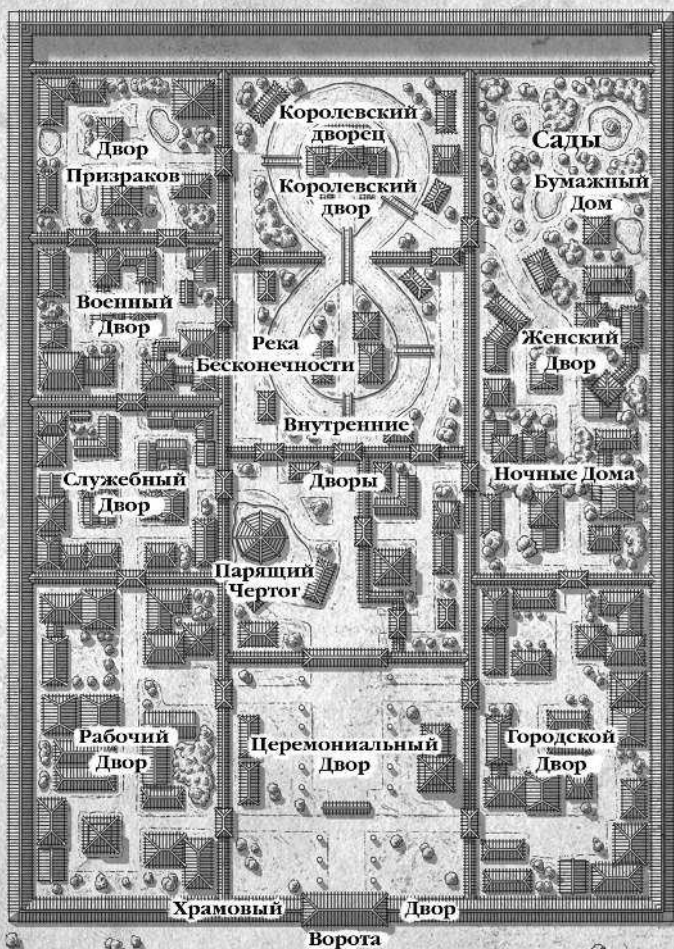 Королевский
дворец
Королевский
двор
Двор
Призраков
Сады
Бумажный
Дом
Военный
Двор
Река
Бесконечности
Женский
Двор
Внутренние
Дворы
Служебный
Двор
Ночные Дома
Парящий
Чертог
Рабочий
Двор
Церемониальный
Двор
Городской
Двор
Храмовый Двор
Ворота